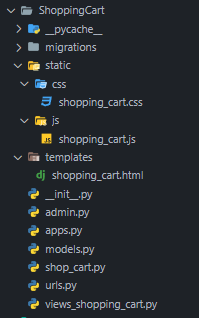 ShoppingCart
__pycache__
migrations
static
css
shopping_cart.css
js
JS shopping_cart.js
templates
dj shopping_cart.html
__init__.py
admin.py
apps.py
models.py
shop_cart.py
urls.py
views_shopping_cart.py